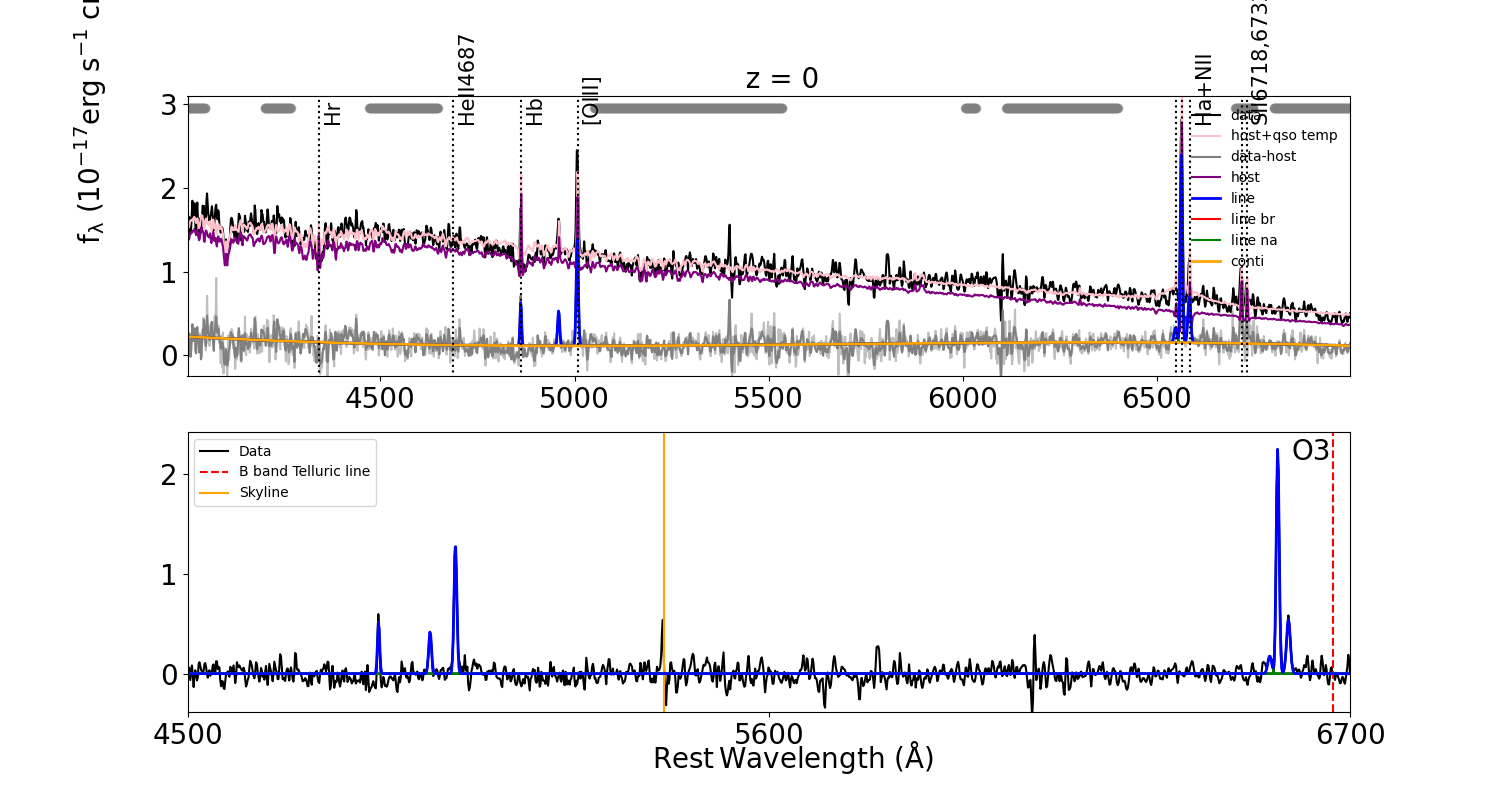 z = 0
f_λ (10^−17 erg s^−1
3
2
1
0
Hr
HeII4687
Hb
[OIII]
Ha+NII
data
host+qso temp
data-host
host
line
line br
line na
conti
4500 5000 5500 6000 6500
Data
B band Telluric line
Skyline
O3
2
1
0
4500 5600 6700
Rest Wavelength (Å)